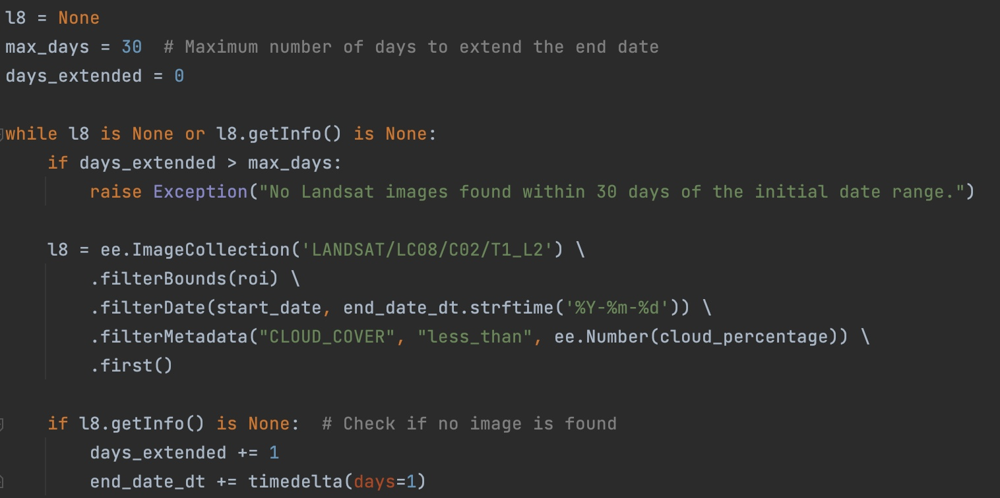 l8 = None
max_days = 30  # Maximum number of days to extend the end date
days_extended = 0

while l8 is None or l8.getInfo() is None:
    if days_extended > max_days:
        raise Exception("No Landsat images found within 30 days of the initial date range.")

    l8 = ee.ImageCollection('LANDSAT/LC08/C02/T1_L2') \
        .filterBounds(roi) \
        .filterDate(start_date, end_date_dt.strftime('%Y-%m-%d')) \
        .filterMetadata("CLOUD_COVER", "less_than", ee.Number(cloud_percentage)) \
        .first()

    if l8.getInfo() is None:  # Check if no image is found
        days_extended += 1
        end_date_dt += timedelta(days=1)